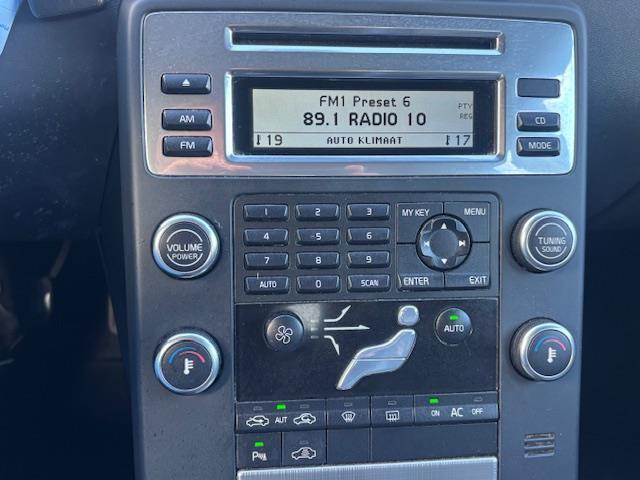 FM1 Preset 6
PTY
89.1 RADIO 10
REG
19 AUTO KLIMAAT 17
AM
FM
CD
MODE
1 2 3
MY KEY MENU
4 5 6
7 8 9
AUTO 0 SCAN
ENTER EXIT
VOLUME
POWER
TUNING
SOUND
AUTO
AUT
ON AC OFF
P